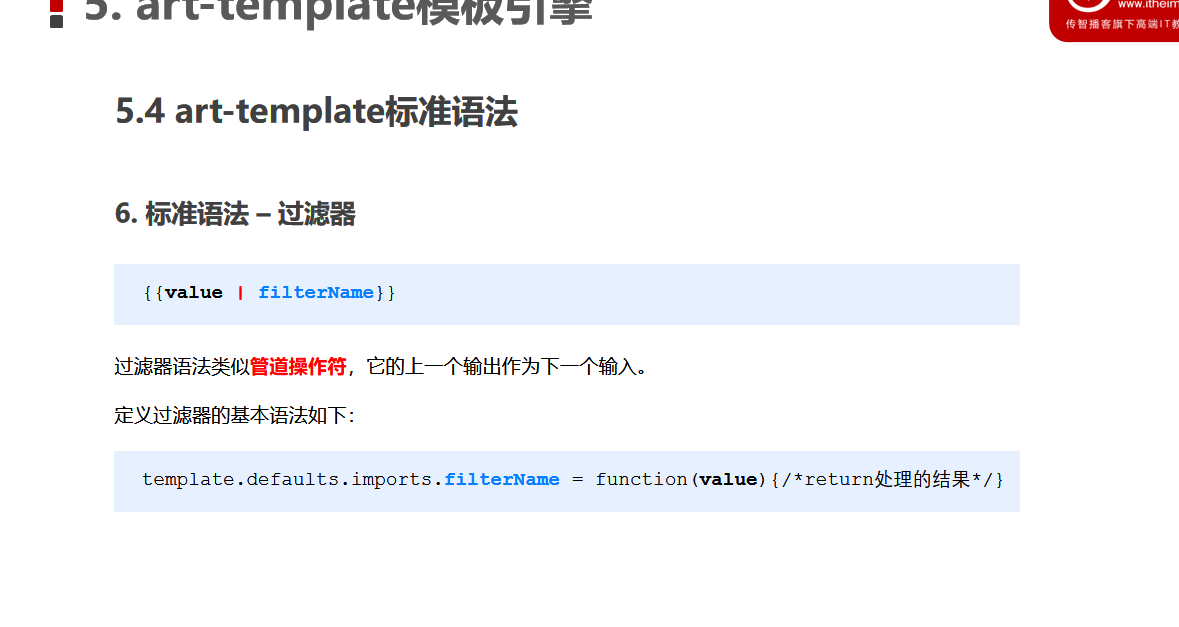 5. art-template模板引擎
www.itheim
传智播客旗下高端IT教
5.4 art-template标准语法
6. 标准语法 – 过滤器
{{value | filterName}}
过滤器语法类似管道操作符，它的上一个输出作为下一个输入。
定义过滤器的基本语法如下：
template.defaults.imports.filterName = function(value){/*return处理的结果*/}